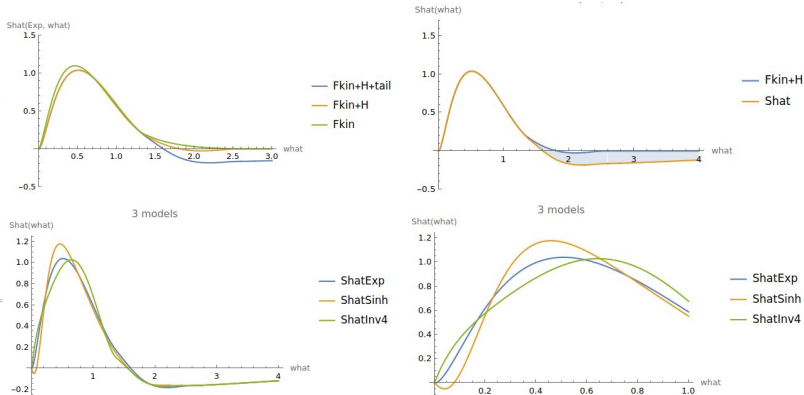 Shat(Exp, what)
1.5
1.0
0.5
-0.5
0.5 1.0 1.5 2.0 2.5 3.0
what
Fkin+H+tail
Fkin+H
Fkin
Shat(what)
1.5
1.0
0.5
-0.5
1 2 3 4
what
Fkin+H
Shat
3 models
Shat(what)
1.2
1.0
0.8
0.6
0.4
0.2
-0.2
1 2 3 4
what
ShatExp
ShatSinh
ShatInv4
3 models
Shat(what)
1.2
1.0
0.8
0.6
0.4
0.2
0.2 0.4 0.6 0.8 1.0
what
ShatExp
ShatSinh
ShatInv4